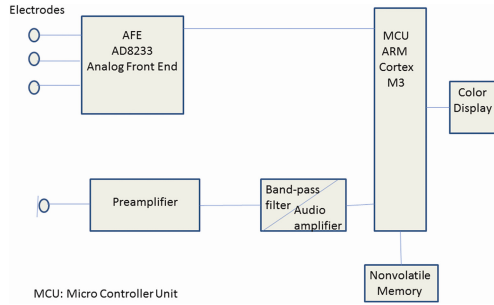 Electrodes
AFE
AD8233
Analog Front End
MCU
ARM
Cortex
M3
Color
Display
Preamplifier
Band-pass
filter
Audio
amplifier
Nonvolatile
Memory
MCU: Micro Controller Unit